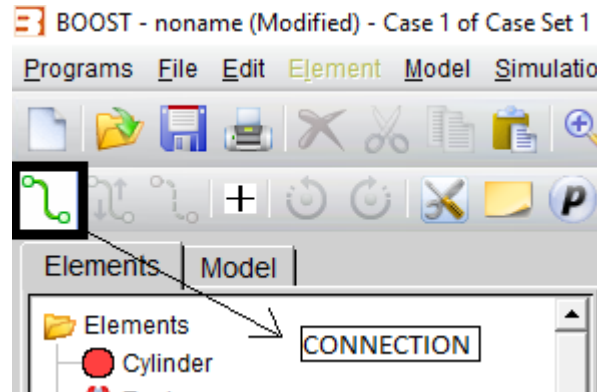 BOOST - noname (Modified) - Case 1 of Case Set 1
Programs File Edit Element Model Simulatio
p
Elements Model
Elements
CONNECTION
Cylinder